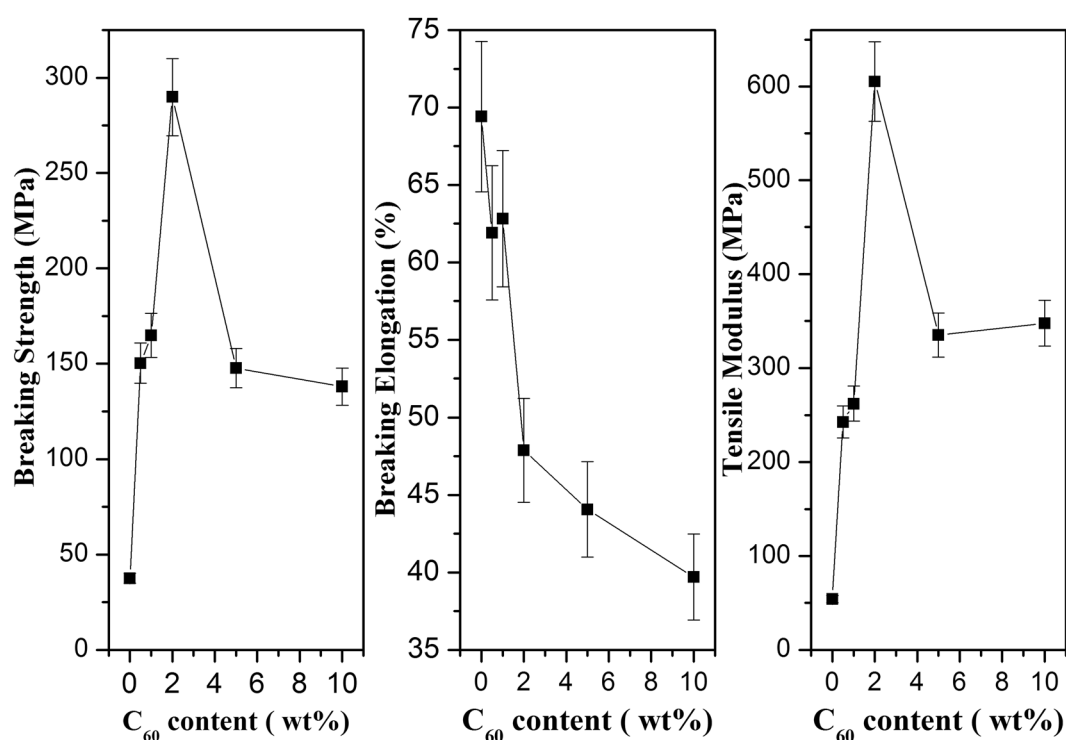 Breaking Strength (MPa)
300
250
200
150
100
50
0
0 2 4 6 8 10
C₆₀ content ( wt%)
Breaking Elongation (%)
75
70
65
60
55
50
45
40
35
0 2 4 6 8 10
C₆₀ content ( wt%)
Tensile Modulus (MPa)
600
500
400
300
200
100
0
0 2 4 6 8 10
C₆₀ content ( wt%)